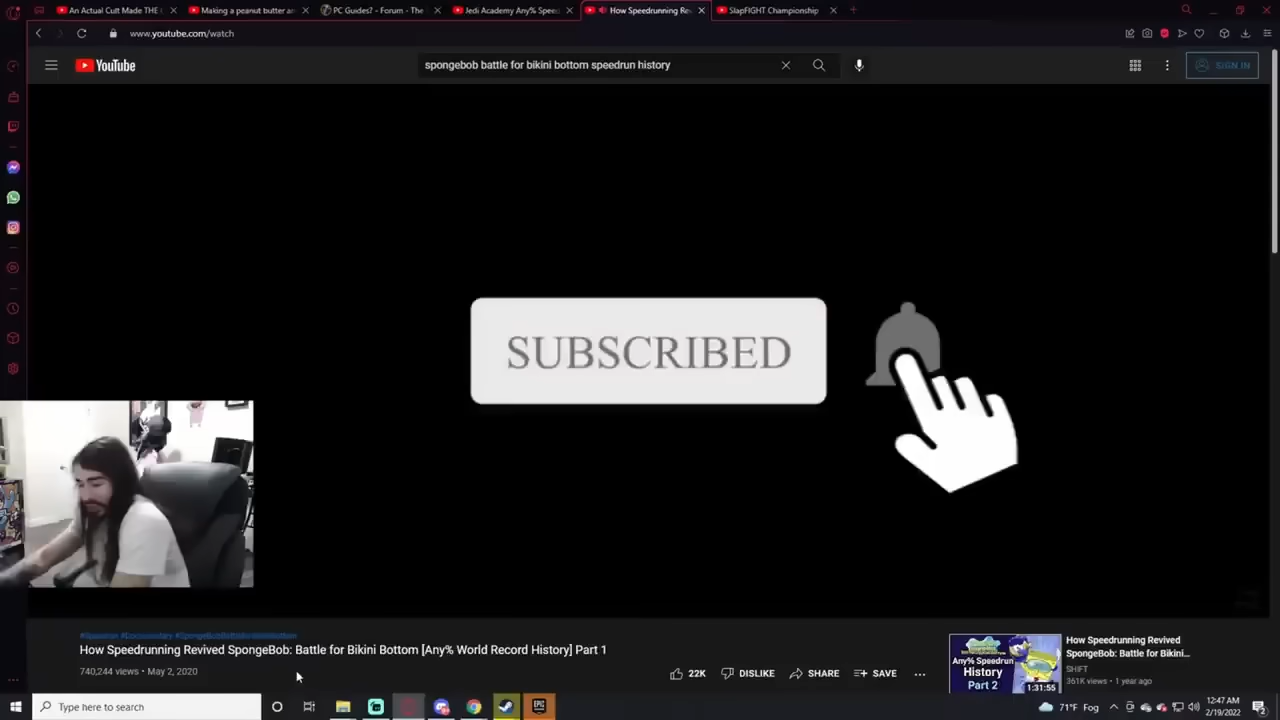 An Actual Cult Made THE
Making a peanut butter an
PC Guides? - Forum - The
Jedi Academy Any% Speed
How Speedrunning Rev
SlapFIGHT Championship
www.youtube.com/watch
YouTube
spongebob battle for bikini bottom speedrun history
SIGN IN
SUBSCRIBED
How Speedrunning Revived SpongeBob: Battle for Bikini Bottom [Any% World Record History] Part 1
740,244 views • May 2, 2020
22K
DISLIKE
SHARE
SAVE
Any% Speedrun
History
Part 2
1:31:55
How Speedrunning Revived
SpongeBob: Battle for Bikini...
SHIFT
361K views • 1 year ago
Type here to search
EPIC
71°F Fog
12:47 AM
2/19/2022
2